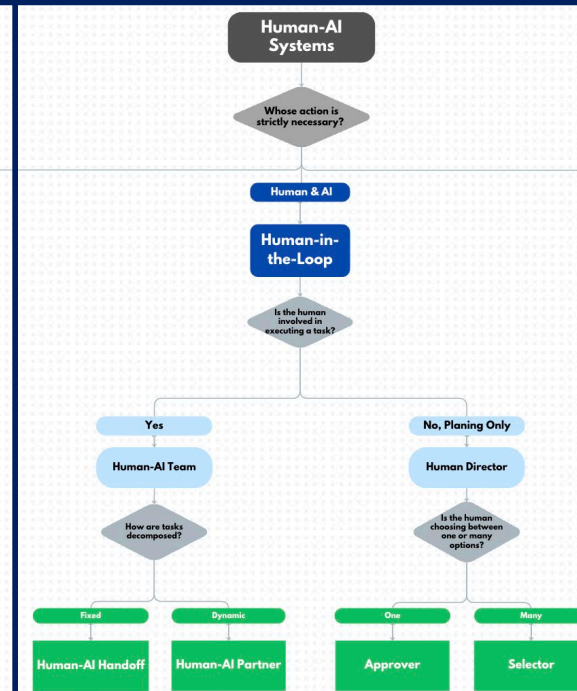 Human-AI
Systems
Whose action is
strictly necessary?
Human & AI
Human-in-
the-Loop
Is the human
involved in
executing a task?
Yes
No, Planing Only
Human-AI Team
Human Director
How are tasks
decomposed?
Is the human
choosing between
one or many
options?
Fixed
Dynamic
One
Many
Human-AI Handoff
Human-AI Partner
Approver
Selector